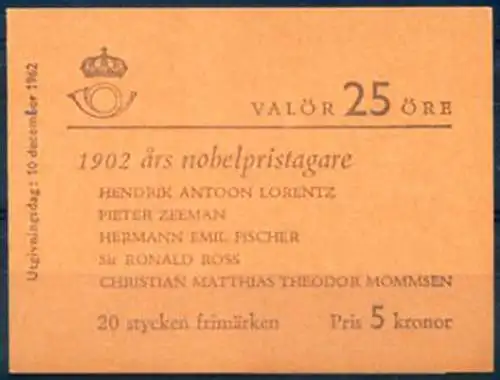 Utgivningsdag: 10 december 1962
VALÖR 25 ÖRE
1902 års nobelpristagare
HENDRIK ANTOON LORENTZ
PIETER ZEEMAN
HERMANN EMIL FISCHER
Sir RONALD ROSS
CHRISTIAN MATTHIAS THEODOR MOMMSEN
20 stycken frimärken Pris 5 kronor